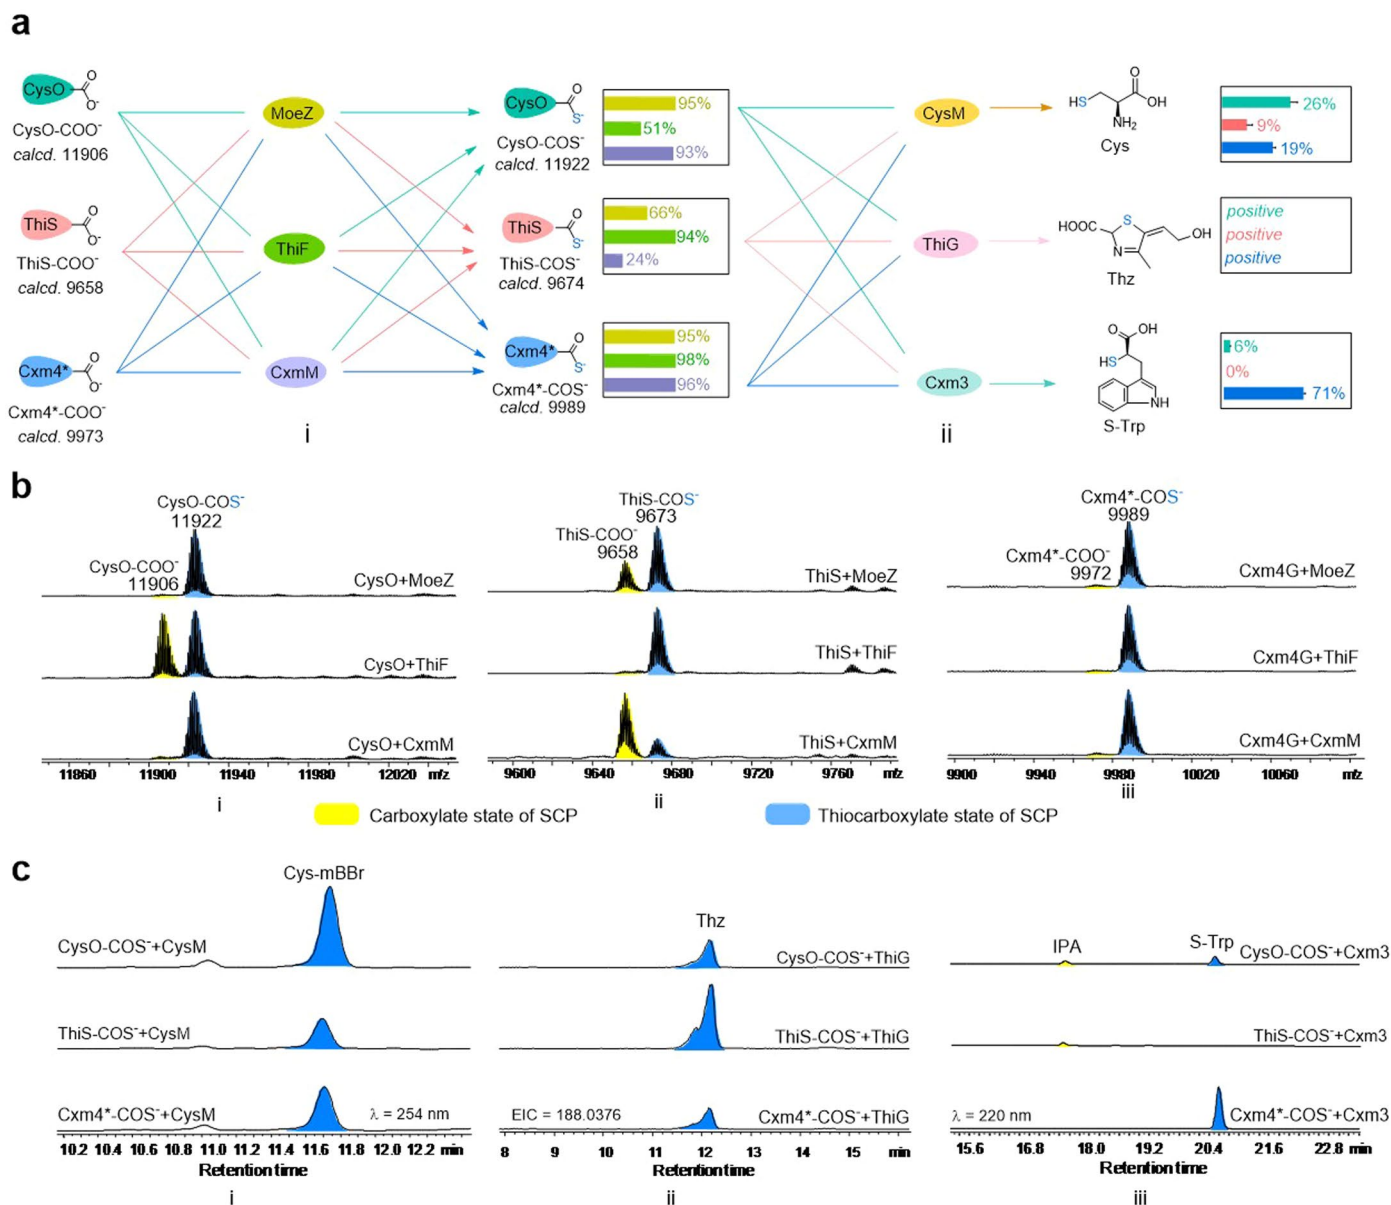 a
CysO
O
O-
CysO-COO-
calcd. 11906
ThiS
O
O-
ThiS-COO-
calcd. 9658
Cxm4*
O
O-
Cxm4*-COO-
calcd. 9973
MoeZ
ThiF
CxmM
i
CysO
O
S-
CysO-COS-
calcd. 11922
95%
51%
93%
ThiS
O
S-
ThiS-COS-
calcd. 9674
66%
94%
24%
Cxm4*
O
S-
Cxm4*-COS-
calcd. 9989
95%
98%
96%
CysM
ThiG
Cxm3
ii
O
HS
OH
NH2
Cys
26%
9%
19%
HOOC
S
N
OH
Thz
positive
positive
positive
O
OH
HS
NH
S-Trp
6%
0%
71%
b
CysO-COS-
11922
CysO-COO-
11906
CysO+MoeZ
CysO+ThiF
CysO+CxmM
11860 11900 11940 11980 12020 m/z
i
ThiS-COS-
9673
ThiS-COO-
9658
ThiS+MoeZ
ThiS+ThiF
ThiS+CxmM
9600 9640 9680 9720 9760 m/z
ii
Cxm4*-COS-
9989
Cxm4*-COO-
9972
Cxm4G+MoeZ
Cxm4G+ThiF
Cxm4G+CxmM
9900 9940 9980 10020 10060 m/z
iii
Carboxylate state of SCP
Thiocarboxylate state of SCP
c
Cys-mBBr
CysO-COS-+CysM
ThiS-COS-+CysM
Cxm4*-COS-+CysM
λ = 254 nm
10.2 10.4 10.6 10.8 11.0 11.2 11.4 11.6 11.8 12.0 12.2 min
Retention time
i
Thz
CysO-COS-+ThiG
ThiS-COS-+ThiG
EIC = 188.0376
Cxm4*-COS-+ThiG
8 9 10 11 12 13 14 15 min
Retention time
ii
IPA
S-Trp
CysO-COS-+Cxm3
ThiS-COS-+Cxm3
λ = 220 nm
Cxm4*-COS-+Cxm3
15.6 16.8 18.0 19.2 20.4 21.6 22.8 min
Retention time
iii